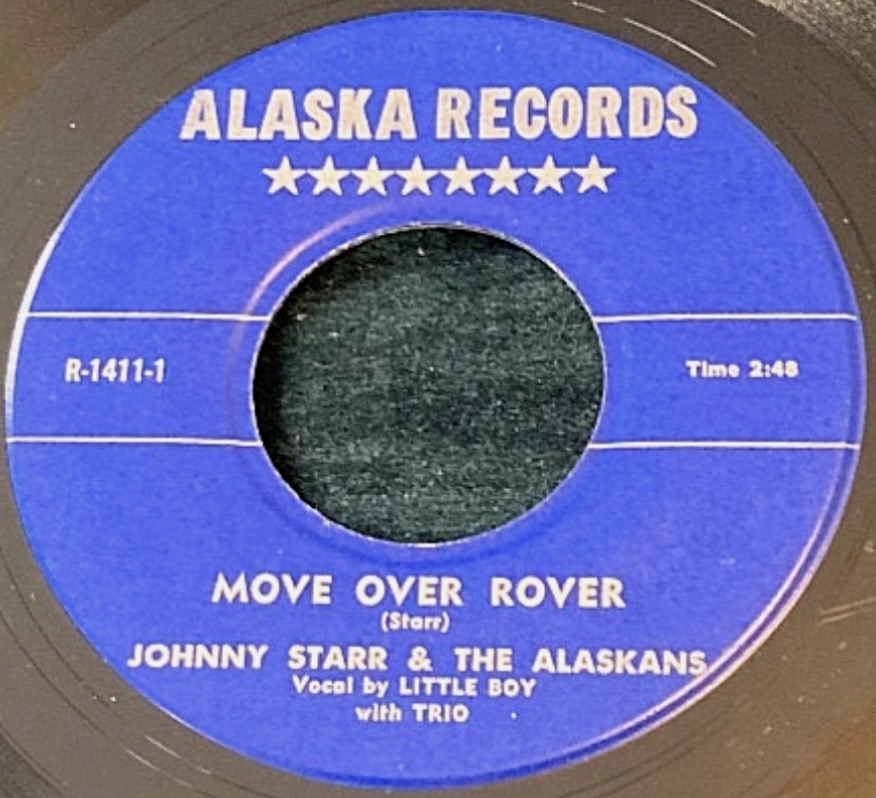 ALASKA RECORDS
R-1411-1
Time 2:48
MOVE OVER ROVER
(Starr)
JOHNNY STARR & THE ALASKANS
Vocal by LITTLE BOY
with TRIO